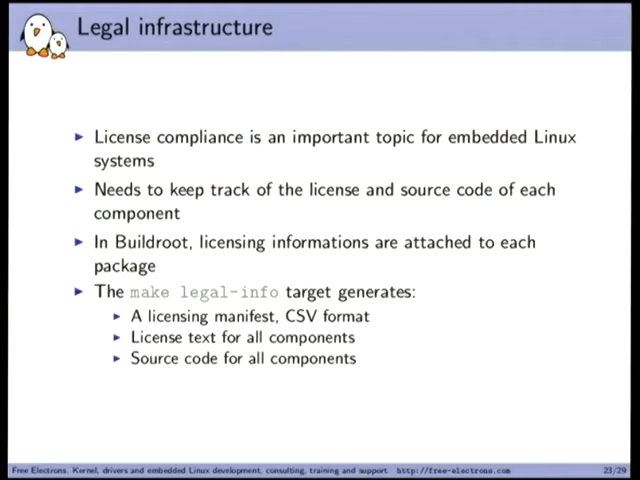 Legal infrastructure
License compliance is an important topic for embedded Linux
systems
Needs to keep track of the license and source code of each
component
In Buildroot, licensing informations are attached to each
package
The make legal-info target generates:
A licensing manifest, CSV format
License text for all components
Source code for all components
Free Electrons. Kernel, drivers and embedded Linux development, consulting, training and support. http://free-electrons.com 23/29